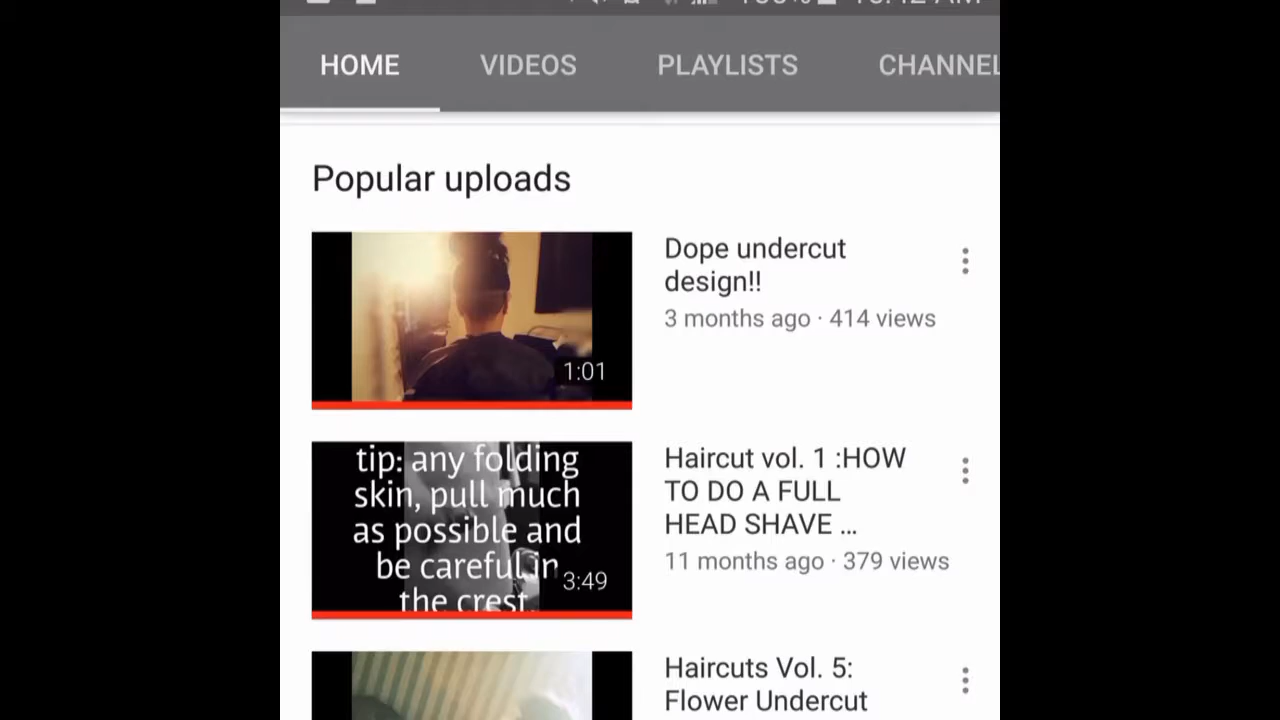 HOME VIDEOS PLAYLISTS CHANNEL
Popular uploads
1:01
Dope undercut
design!!
3 months ago · 414 views
tip: any folding
skin, pull much
as possible and
be careful in
the crest
3:49
Haircut vol. 1 :HOW
TO DO A FULL
HEAD SHAVE ...
11 months ago · 379 views
Haircuts Vol. 5:
Flower Undercut